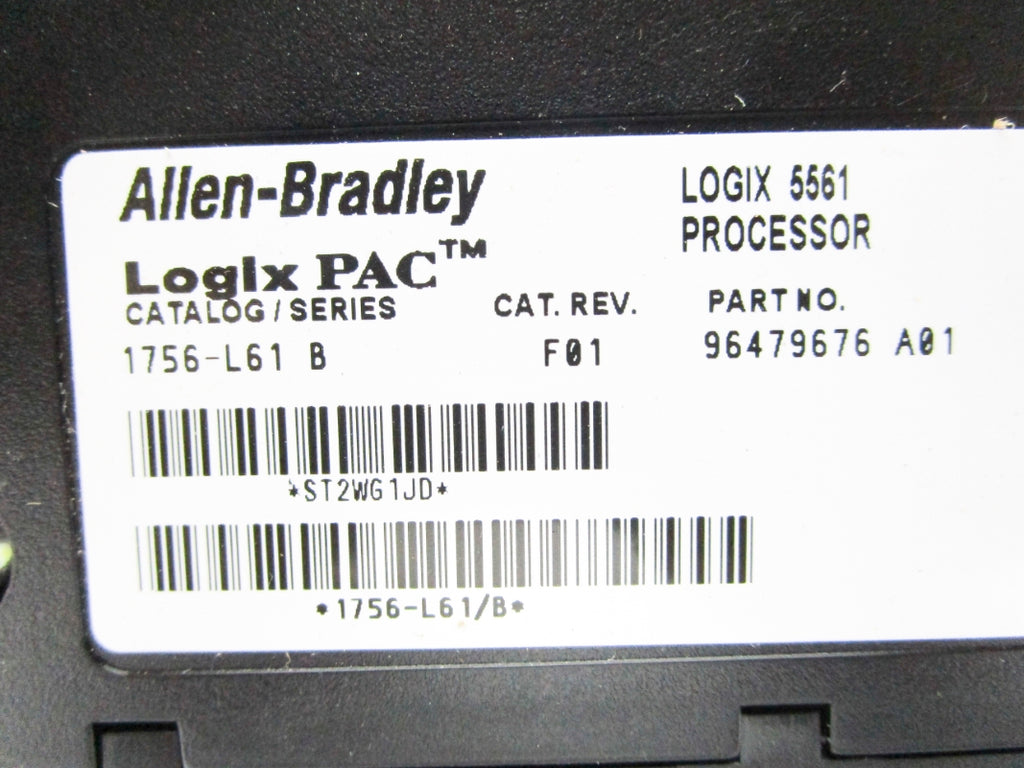 Allen-Bradley
LOGIX 5561
PROCESSOR
Logix PAC™
CATALOG/SERIES CAT. REV. PART NO.
1756-L61 B F01 96479676 A01
*ST2WG1JD*
*1756-L61/B*